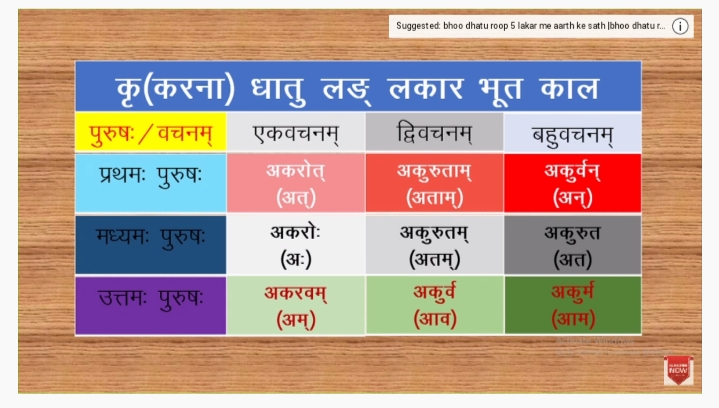 Suggested: bhoo dhatu roop 5 lakar me aarth ke sath |bhoo dhatu r...
कृ(करना) धातु लङ् लकार भूत काल
पुरुषः/वचनम् एकवचनम् द्विवचनम् बहुवचनम्
प्रथमः पुरुषः अकरोत् अकुरुताम् अकुर्वन्
(अत्) (अताम्) (अन्)
मध्यमः पुरुषः अकरोः अकुरुतम् अकुरुत
(अः) (अतम्) (अत)
उत्तमः पुरुषः अकरवम् अकुर्व अकुर्म
(अम्) (आव) (आम)
NOW